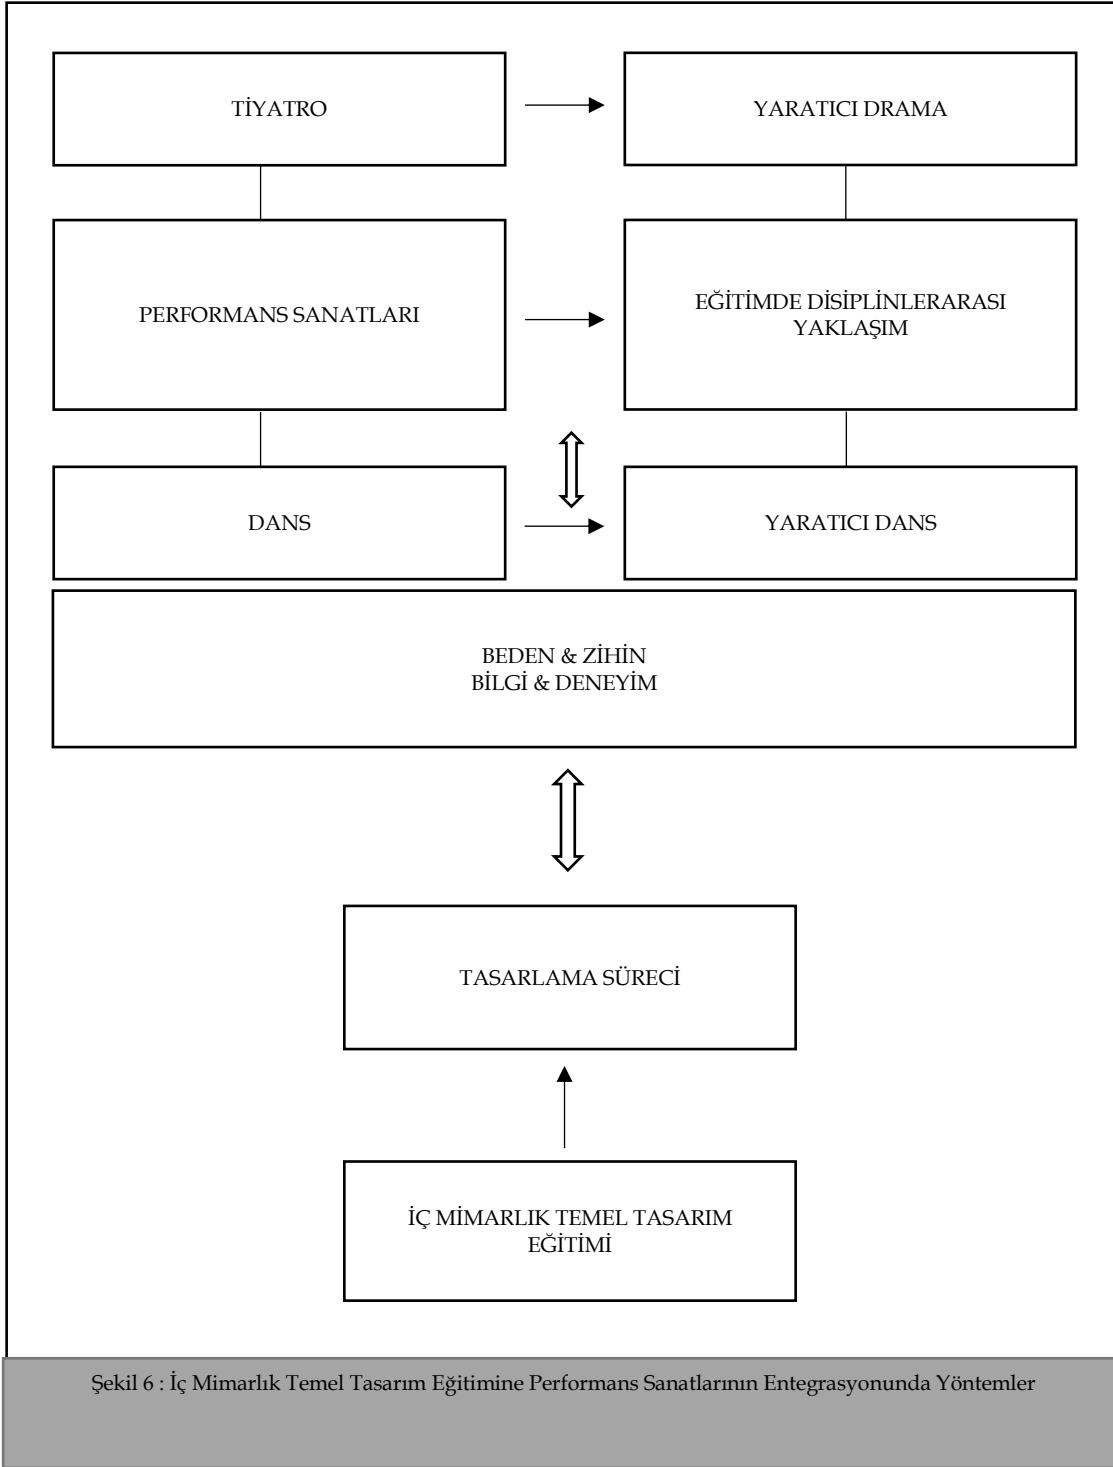 TİYATRO
YARATICI DRAMA
PERFORMANS SANATLARI
EĞİTİMDE DISİPLİNLERARASI
YAKLAŞIM
DANS
YARATICI DANS
BEDEN & ZİHİN
BİLGİ & DENEYİM
TASARLAMA SÜRECİ
İÇ MİMARLIK TEMEL TASARIM
EĞİTİMİ
Şekil 6 : İç Mimarlık Temel Tasarım Eğitimine Performans Sanatlarının Entegrasyonunda Yöntemler